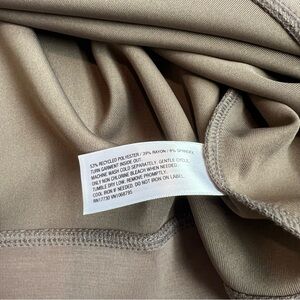 53% RECYCLED POLYESTER / 39% RAYON / 8% SPANDEX
TURN GARMENT INSIDE OUT.
MACHINE WASH COLD SEPARATELY, GENTLE CYCLE.
ONLY NON CHLORINE BLEACH WHEN NEEDED.
TUMBLE DRY LOW. REMOVE PROMPTLY.
COOL IRON IF NEEDED. DO NOT IRON ON LABEL.